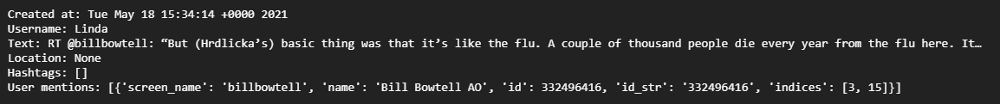 Created at: Tue May 18 15:34:14 +0000 2021
Username: Linda
Text: RT @billbowtell: “But (Hrdlicka’s) basic thing was that it’s like the flu. A couple of thousand people die every year from the flu here. It…
Location: None
Hashtags: []
User mentions: [{'screen_name': 'billbowtell', 'name': 'Bill Bowtell AO', 'id': 332496416, 'id_str': '332496416', 'indices': [3, 15]}]